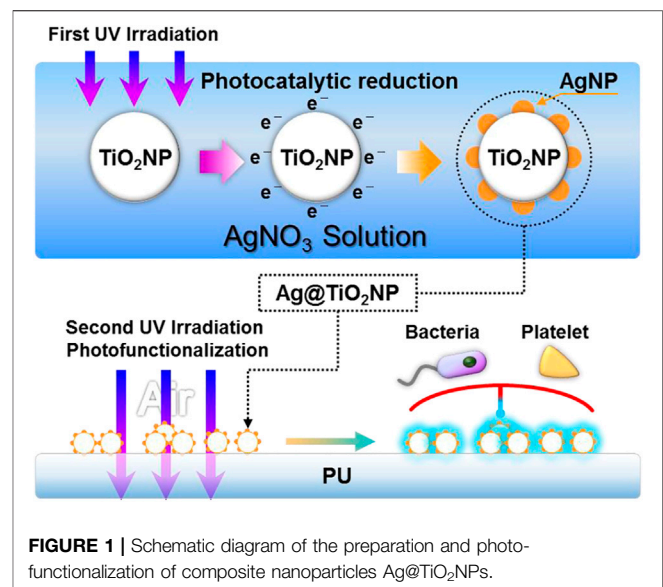 First UV Irradiation
Photocatalytic reduction
AgNP
TiO₂NP
e⁻
e⁻
e⁻
e⁻
TiO₂NP
e⁻
e⁻
e⁻
e⁻
TiO₂NP
AgNO₃ Solution
Ag@TiO₂NP
Second UV Irradiation
Photofunctionalization
Bacteria
Platelet
Air
PU
FIGURE 1 | Schematic diagram of the preparation and photo-
functionalization of composite nanoparticles Ag@TiO₂NPs.